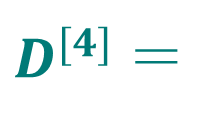 D^[4] =